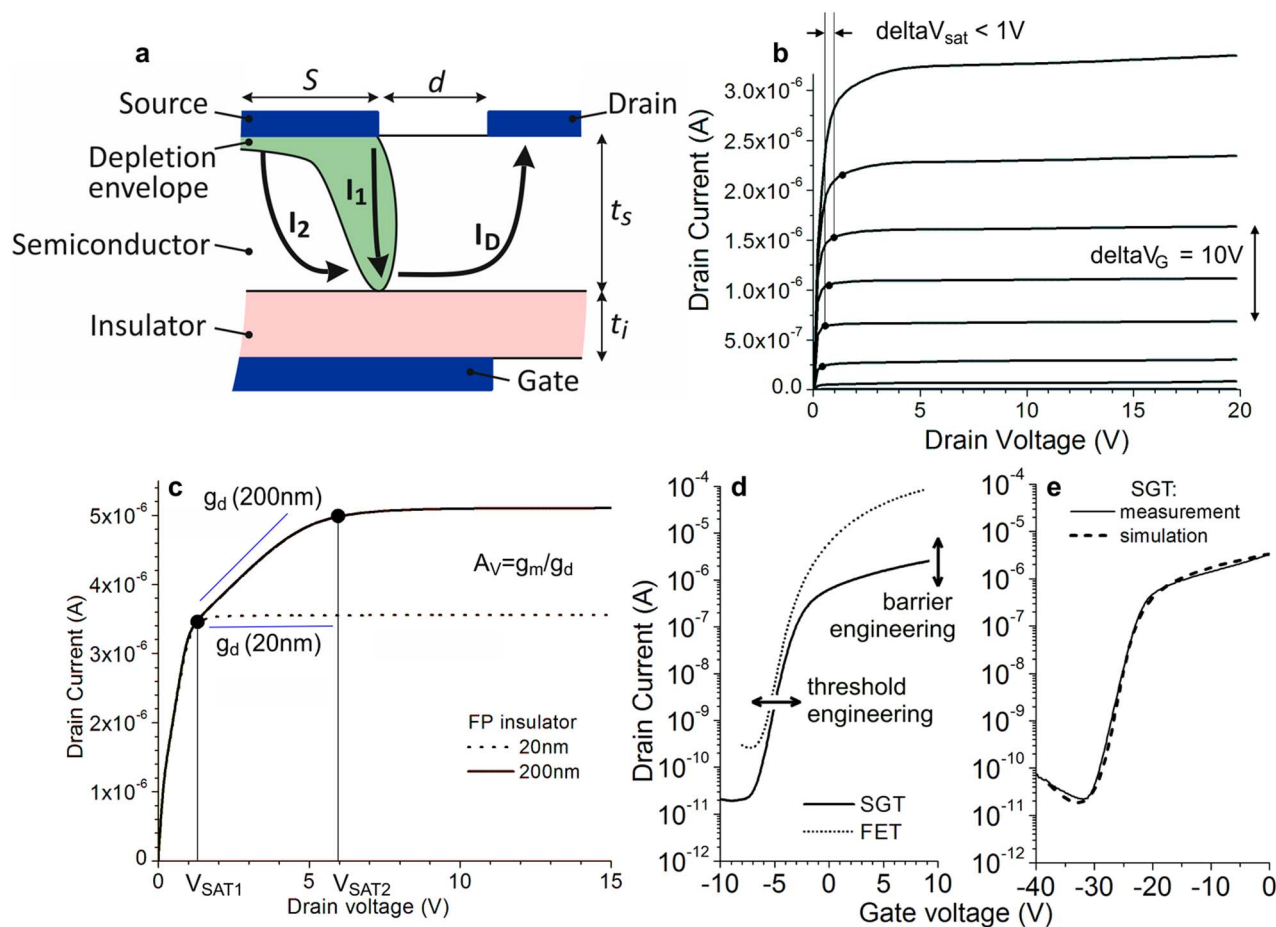 a
S
d
Source
Drain
Depletion
envelope
I1
I2
ID
ts
Semiconductor
Insulator
ti
Gate
b
deltaVsat < 1V
Drain Current (A)
3.0x10-6
2.5x10-6
2.0x10-6
1.5x10-6
1.0x10-6
5.0x10-7
0.0
deltaVG = 10V
0 5 10 15 20
Drain Voltage (V)
c
gd (200nm)
AV=gm/gd
gd (20nm)
Drain Current (A)
5x10-6
4x10-6
3x10-6
2x10-6
1x10-6
0
FP insulator
20nm
200nm
0 5 10 15
VSAT1 VSAT2
Drain voltage (V)
d
Drain Current (A)
10-4
10-5
10-6
10-7
10-8
10-9
10-10
10-11
10-12
barrier
engineering
threshold
engineering
SGT
FET
-10 -5 0 5 10
e
SGT:
measurement
simulation
10-4
10-5
10-6
10-7
10-8
10-9
10-10
10-11
10-12
-40 -30 -20 -10 0
Gate voltage (V)